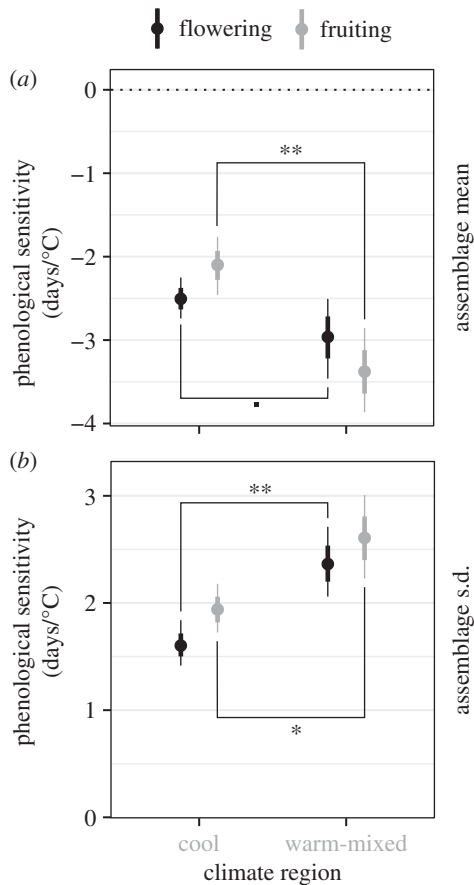 flowering fruiting
(a)
0
−1
−2
−3
−4
phenological sensitivity
(days/°C)
**
▪
assemblage mean
(b)
3
2
1
0
phenological sensitivity
(days/°C)
**
*
assemblage s.d.
cool warm-mixed
climate region